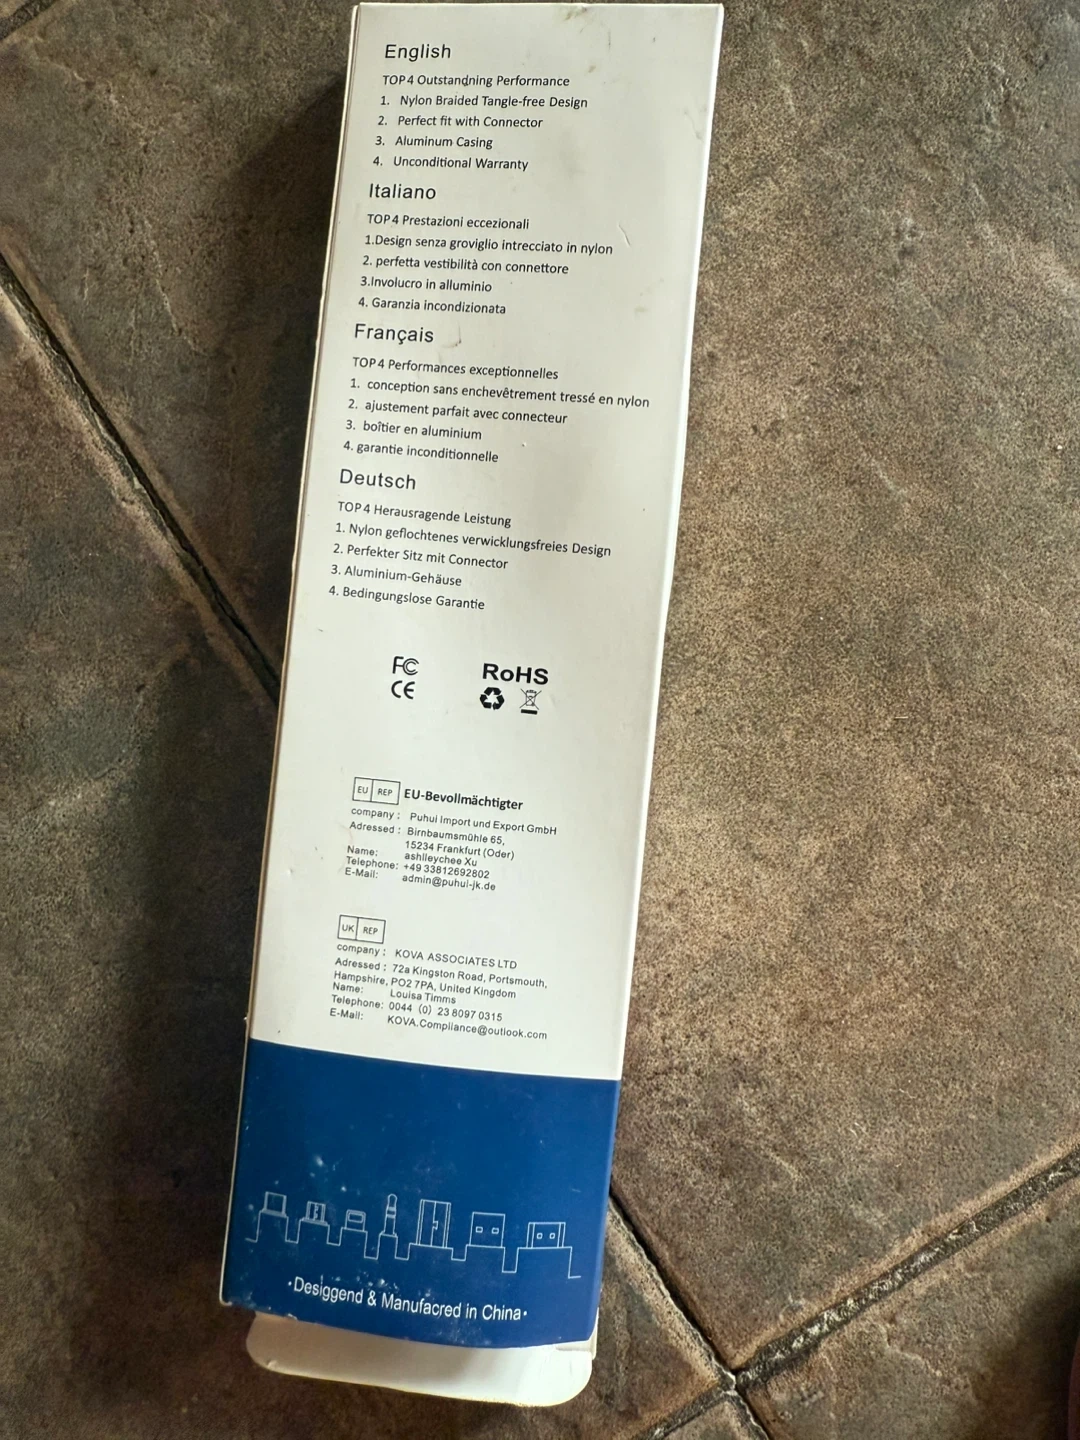 English
TOP4 Outstandning Performance
1. Nylon Braided Tangle-free Design
2. Perfect fit with Connector
3. Aluminum Casing
4. Unconditional Warranty
Italiano
TOP4 Prestazioni eccezionali
1.Design senza groviglio intrecciato in nylon
2. perfetta vestibilità con connettore
3.Involucro in alluminio
4. Garanzia incondizionata
Français
TOP4 Performances exceptionnelles
1. conception sans enchevêtrement tressé en nylon
2. ajustement parfait avec connecteur
3. boîtier en aluminium
4. garantie inconditionnelle
Deutsch
TOP4 Herausragende Leistung
1. Nylon geflochtenes verwicklungsfreies Design
2. Perfekter Sitz mit Connector
3. Aluminium-Gehäuse
4. Bedingungslose Garantie
FC
CE
RoHS
EU REP EU-Bevollmächtigter
company : Puhui Import und Export GmbH
Adressed : Birnbaumsmühle 65,
15234 Frankfurt (Oder)
Name: ashlleychee Xu
Telephone: +49 33812692802
E-Mail: admin@puhui-jk.de
UK REP
company : KOVA ASSOCIATES LTD
Adressed : 72a Kingston Road, Portsmouth,
Hampshire, PO2 7PA, United Kingdom
Name: Louisa Timms
Telephone: 0044 (0) 23 8097 0315
E-Mail: KOVA.Compliance@outlook.com
·Desiggend & Manufacred in China·